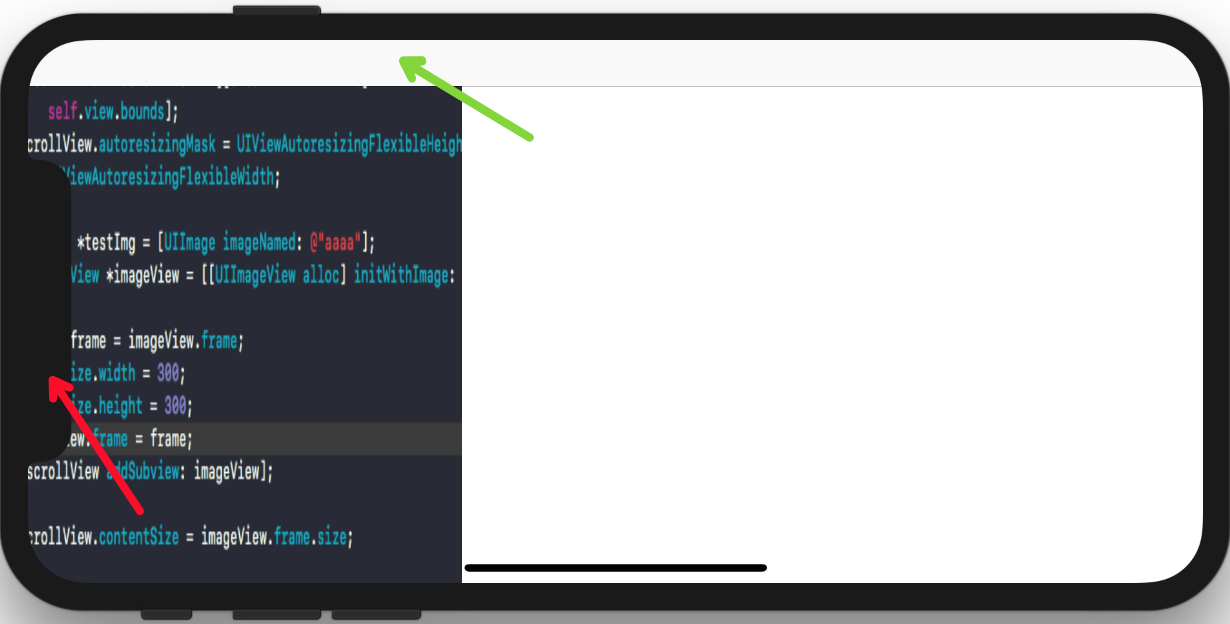 self.view.bounds];
crollView.autoresizingMask = UIViewAutoresizingFlexibleHeigh
ViewAutoresizingFlexibleWidth;
*testImg = [UIImage imageNamed: @"aaaa"];
View *imageView = [[UIImageView alloc] initWithImage:
frame = imageView.frame;
ize.width = 300;
ize.height = 300;
ew.frame = frame;
scrollView addSubview: imageView];
crollView.contentSize = imageView.frame.size;